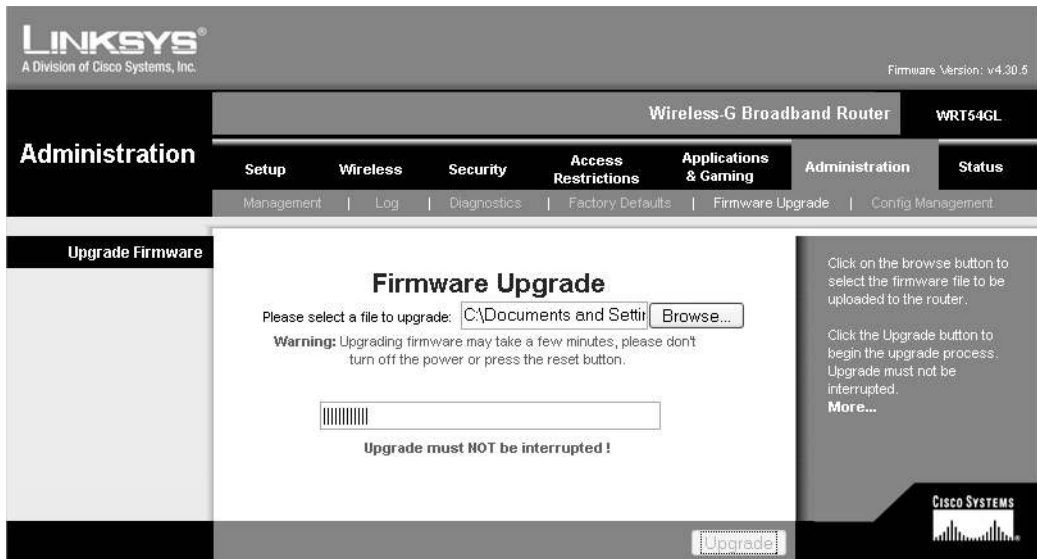 LINKSYS®
A Division of Cisco Systems, Inc.
Firmware Version: v4.30.5
Wireless-G Broadband Router WRT54GL
Administration
Setup Wireless Security Access Restrictions Applications & Gaming Administration Status
Management | Log | Diagnostics | Factory Defaults | Firmware Upgrade | Config Management
Upgrade Firmware
Firmware Upgrade
Please select a file to upgrade: C:\Documents and Settin Browse...
Warning: Upgrading firmware may take a few minutes, please don't
turn off the power or press the reset button.
Upgrade must NOT be interrupted !
Click on the browse button to
select the firmware file to be
uploaded to the router.
Click the Upgrade button to
begin the upgrade process.
Upgrade must not be
interrupted.
More...
CISCO SYSTEMS
Upgrade